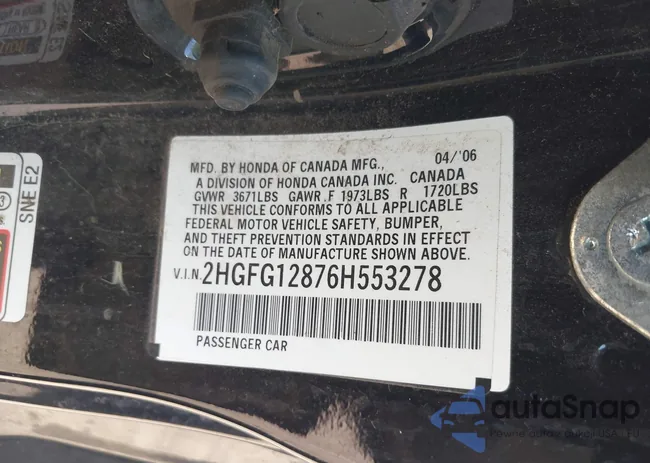 MFD. BY HONDA OF CANADA MFG., 04/'06
A DIVISION OF HONDA CANADA INC. CANADA
GVWR 3671LBS GAWR F 1973LBS R 1720LBS
THIS VEHICLE CONFORMS TO ALL APPLICABLE
FEDERAL MOTOR VEHICLE SAFETY, BUMPER,
AND THEFT PREVENTION STANDARDS IN EFFECT
ON THE DATE OF MANUFACTURE SHOWN ABOVE.
V.I.N. 2HGFG12876H553278
PASSENGER CAR
SNE E2
autoSnap